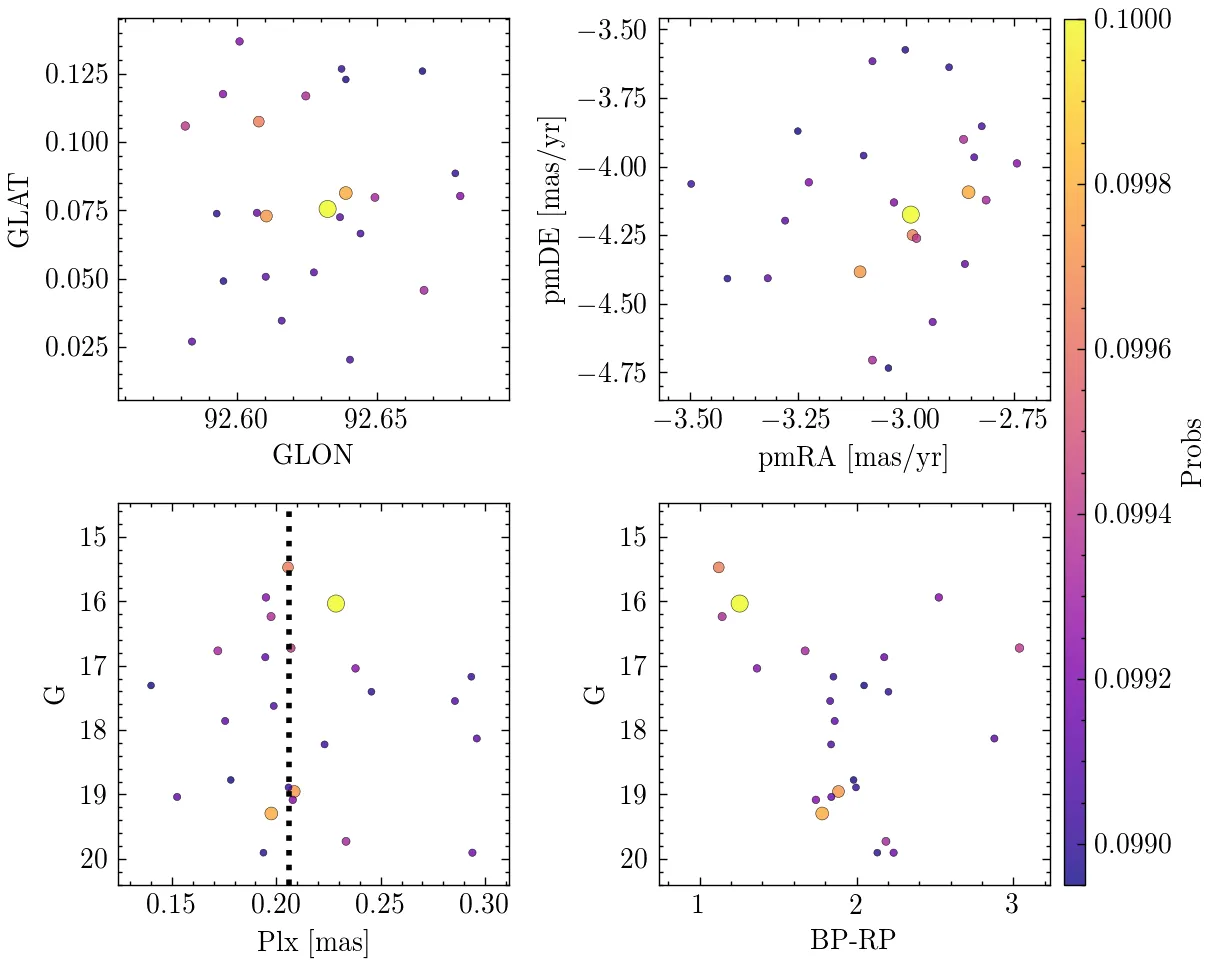 0.125
0.100
0.075
0.050
0.025
GLAT
92.60 92.65
GLON
−3.50
−3.75
−4.00
−4.25
−4.50
−4.75
pmDE [mas/yr]
−3.50 −3.25 −3.00 −2.75
pmRA [mas/yr]
15
16
17
18
19
20
G
0.15 0.20 0.25 0.30
Plx [mas]
15
16
17
18
19
20
G
1 2 3
BP-RP
0.1000
0.0998
0.0996
0.0994
0.0992
0.0990
Probs